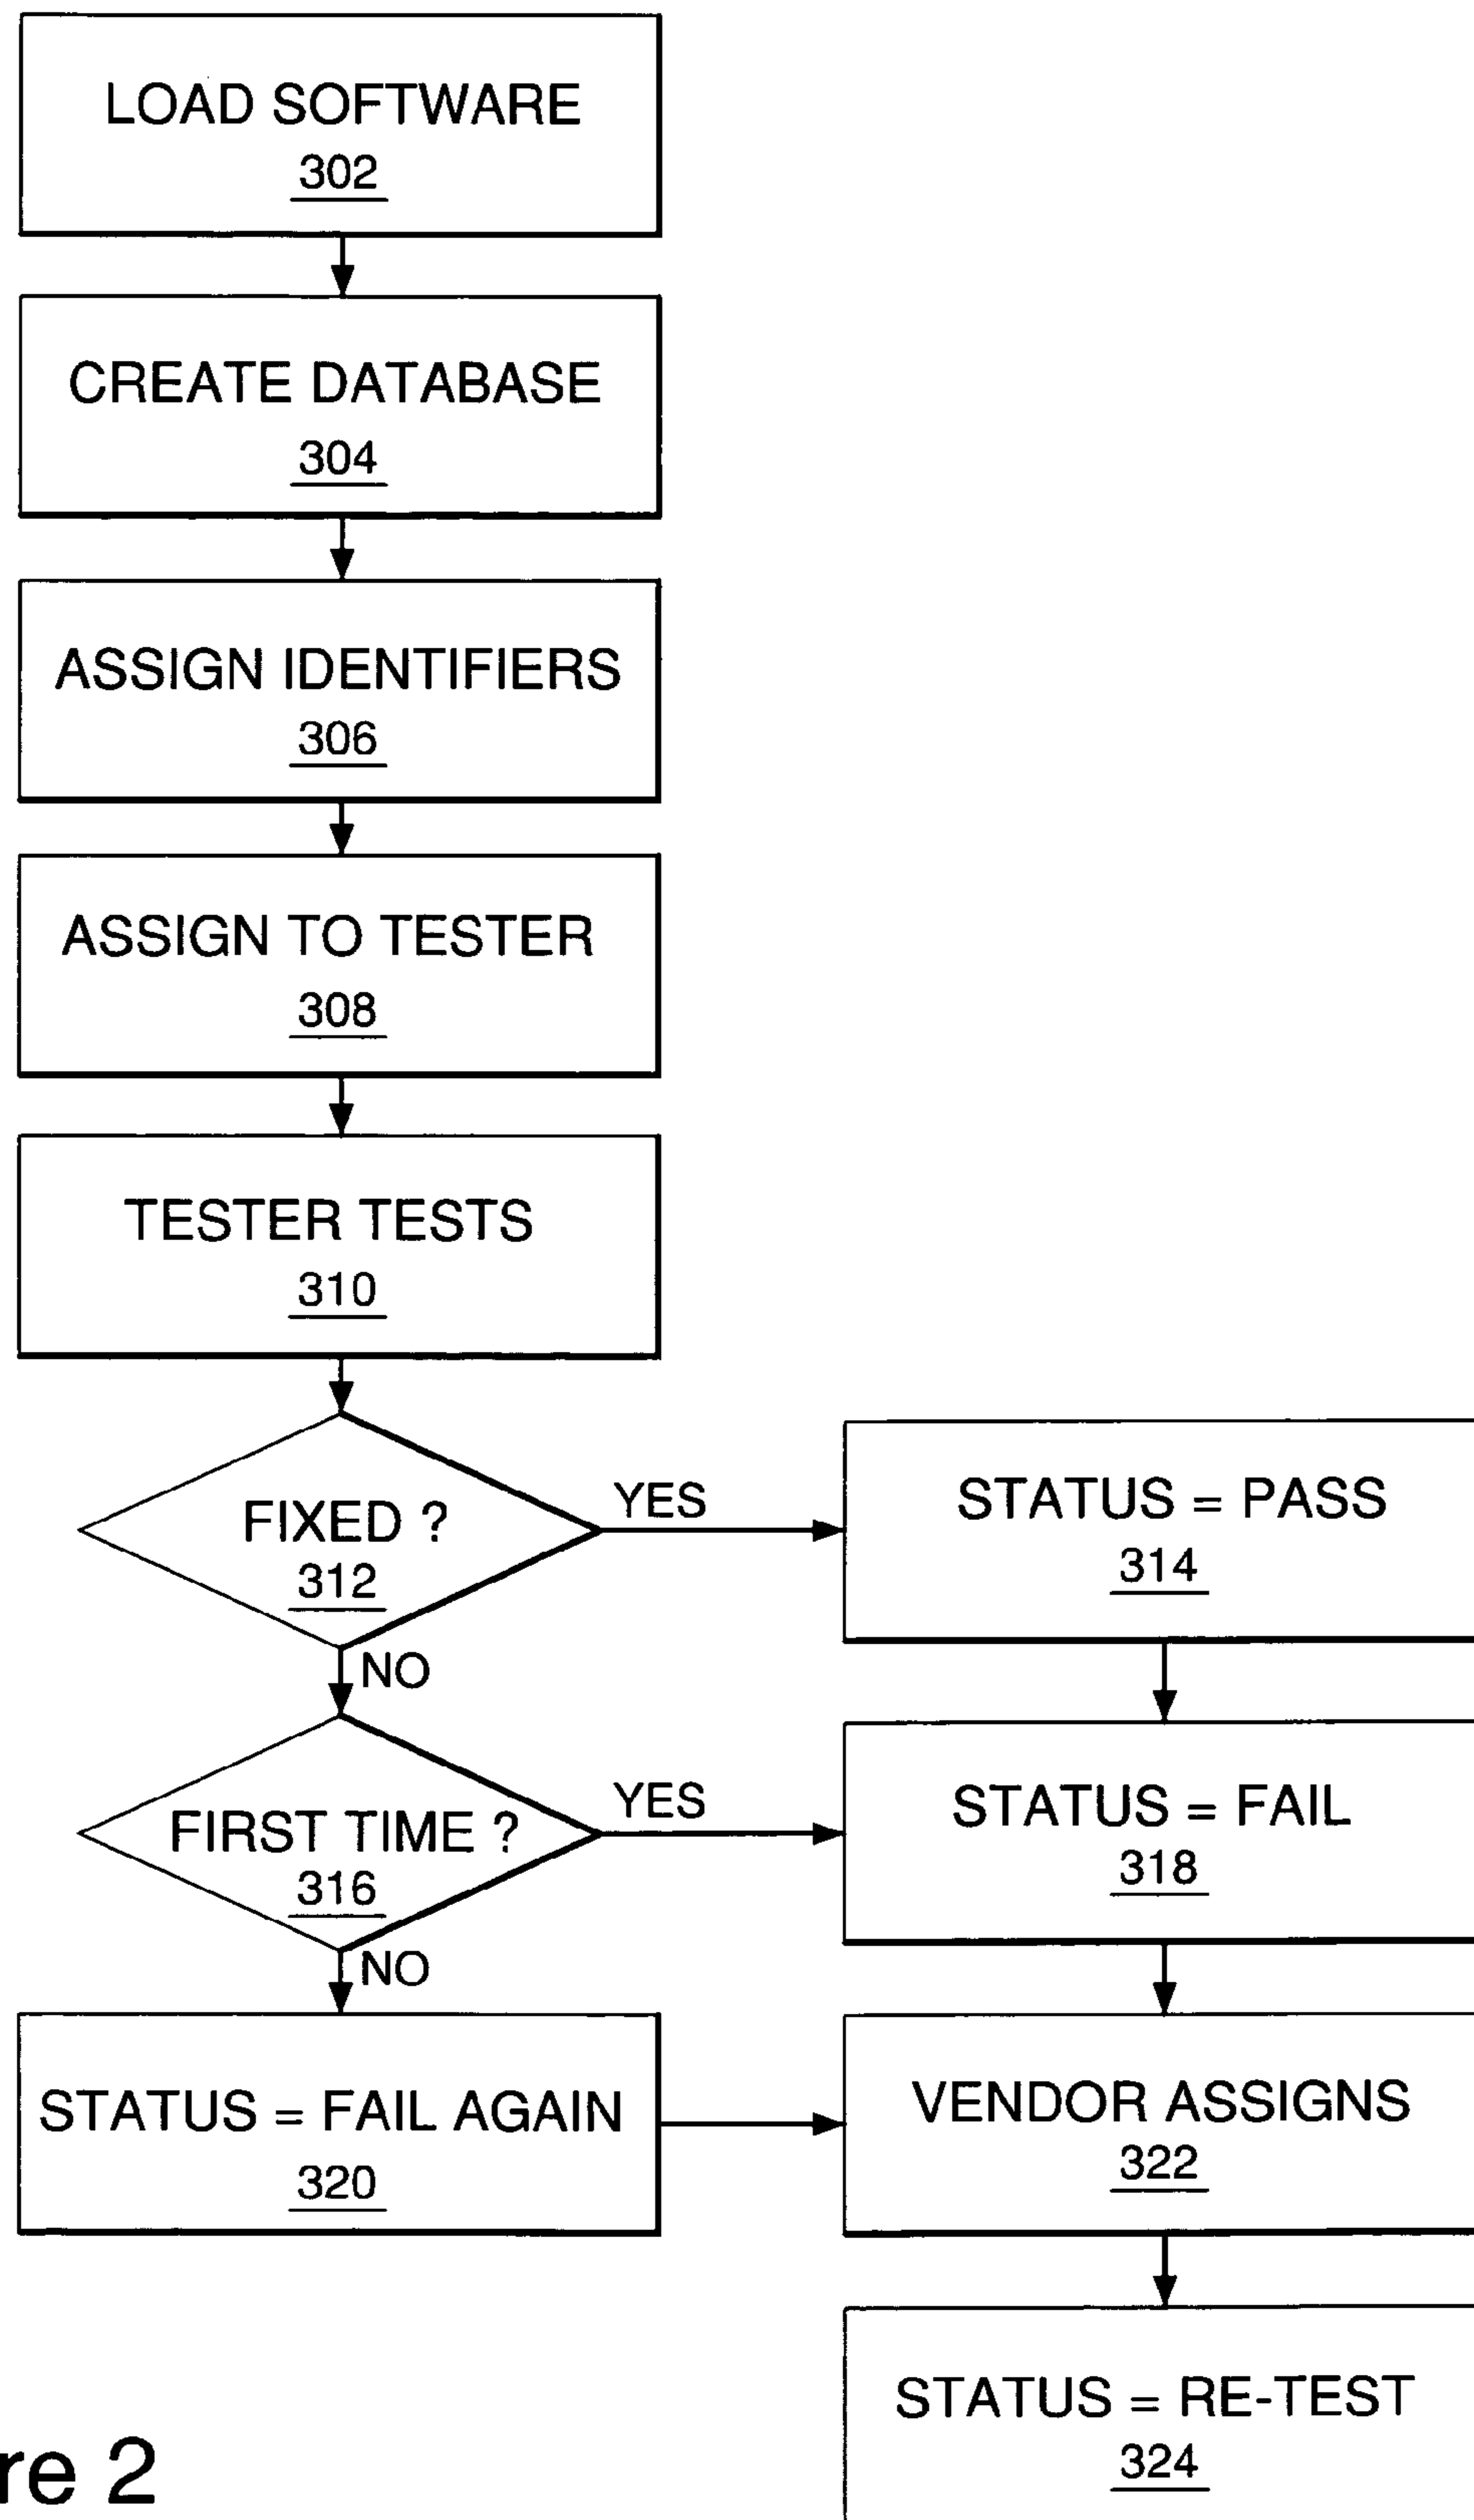 LOAD SOFTWARE
302
CREATE DATABASE
304
ASSIGN IDENTIFIERS
306
ASSIGN TO TESTER
308
TESTER TESTS
310
FIXED ?
312
YES
STATUS = PASS
314
NO
FIRST TIME ?
316
YES
STATUS = FAIL
318
NO
STATUS = FAIL AGAIN
320
VENDOR ASSIGNS
322
STATUS = RE-TEST
324
re 2